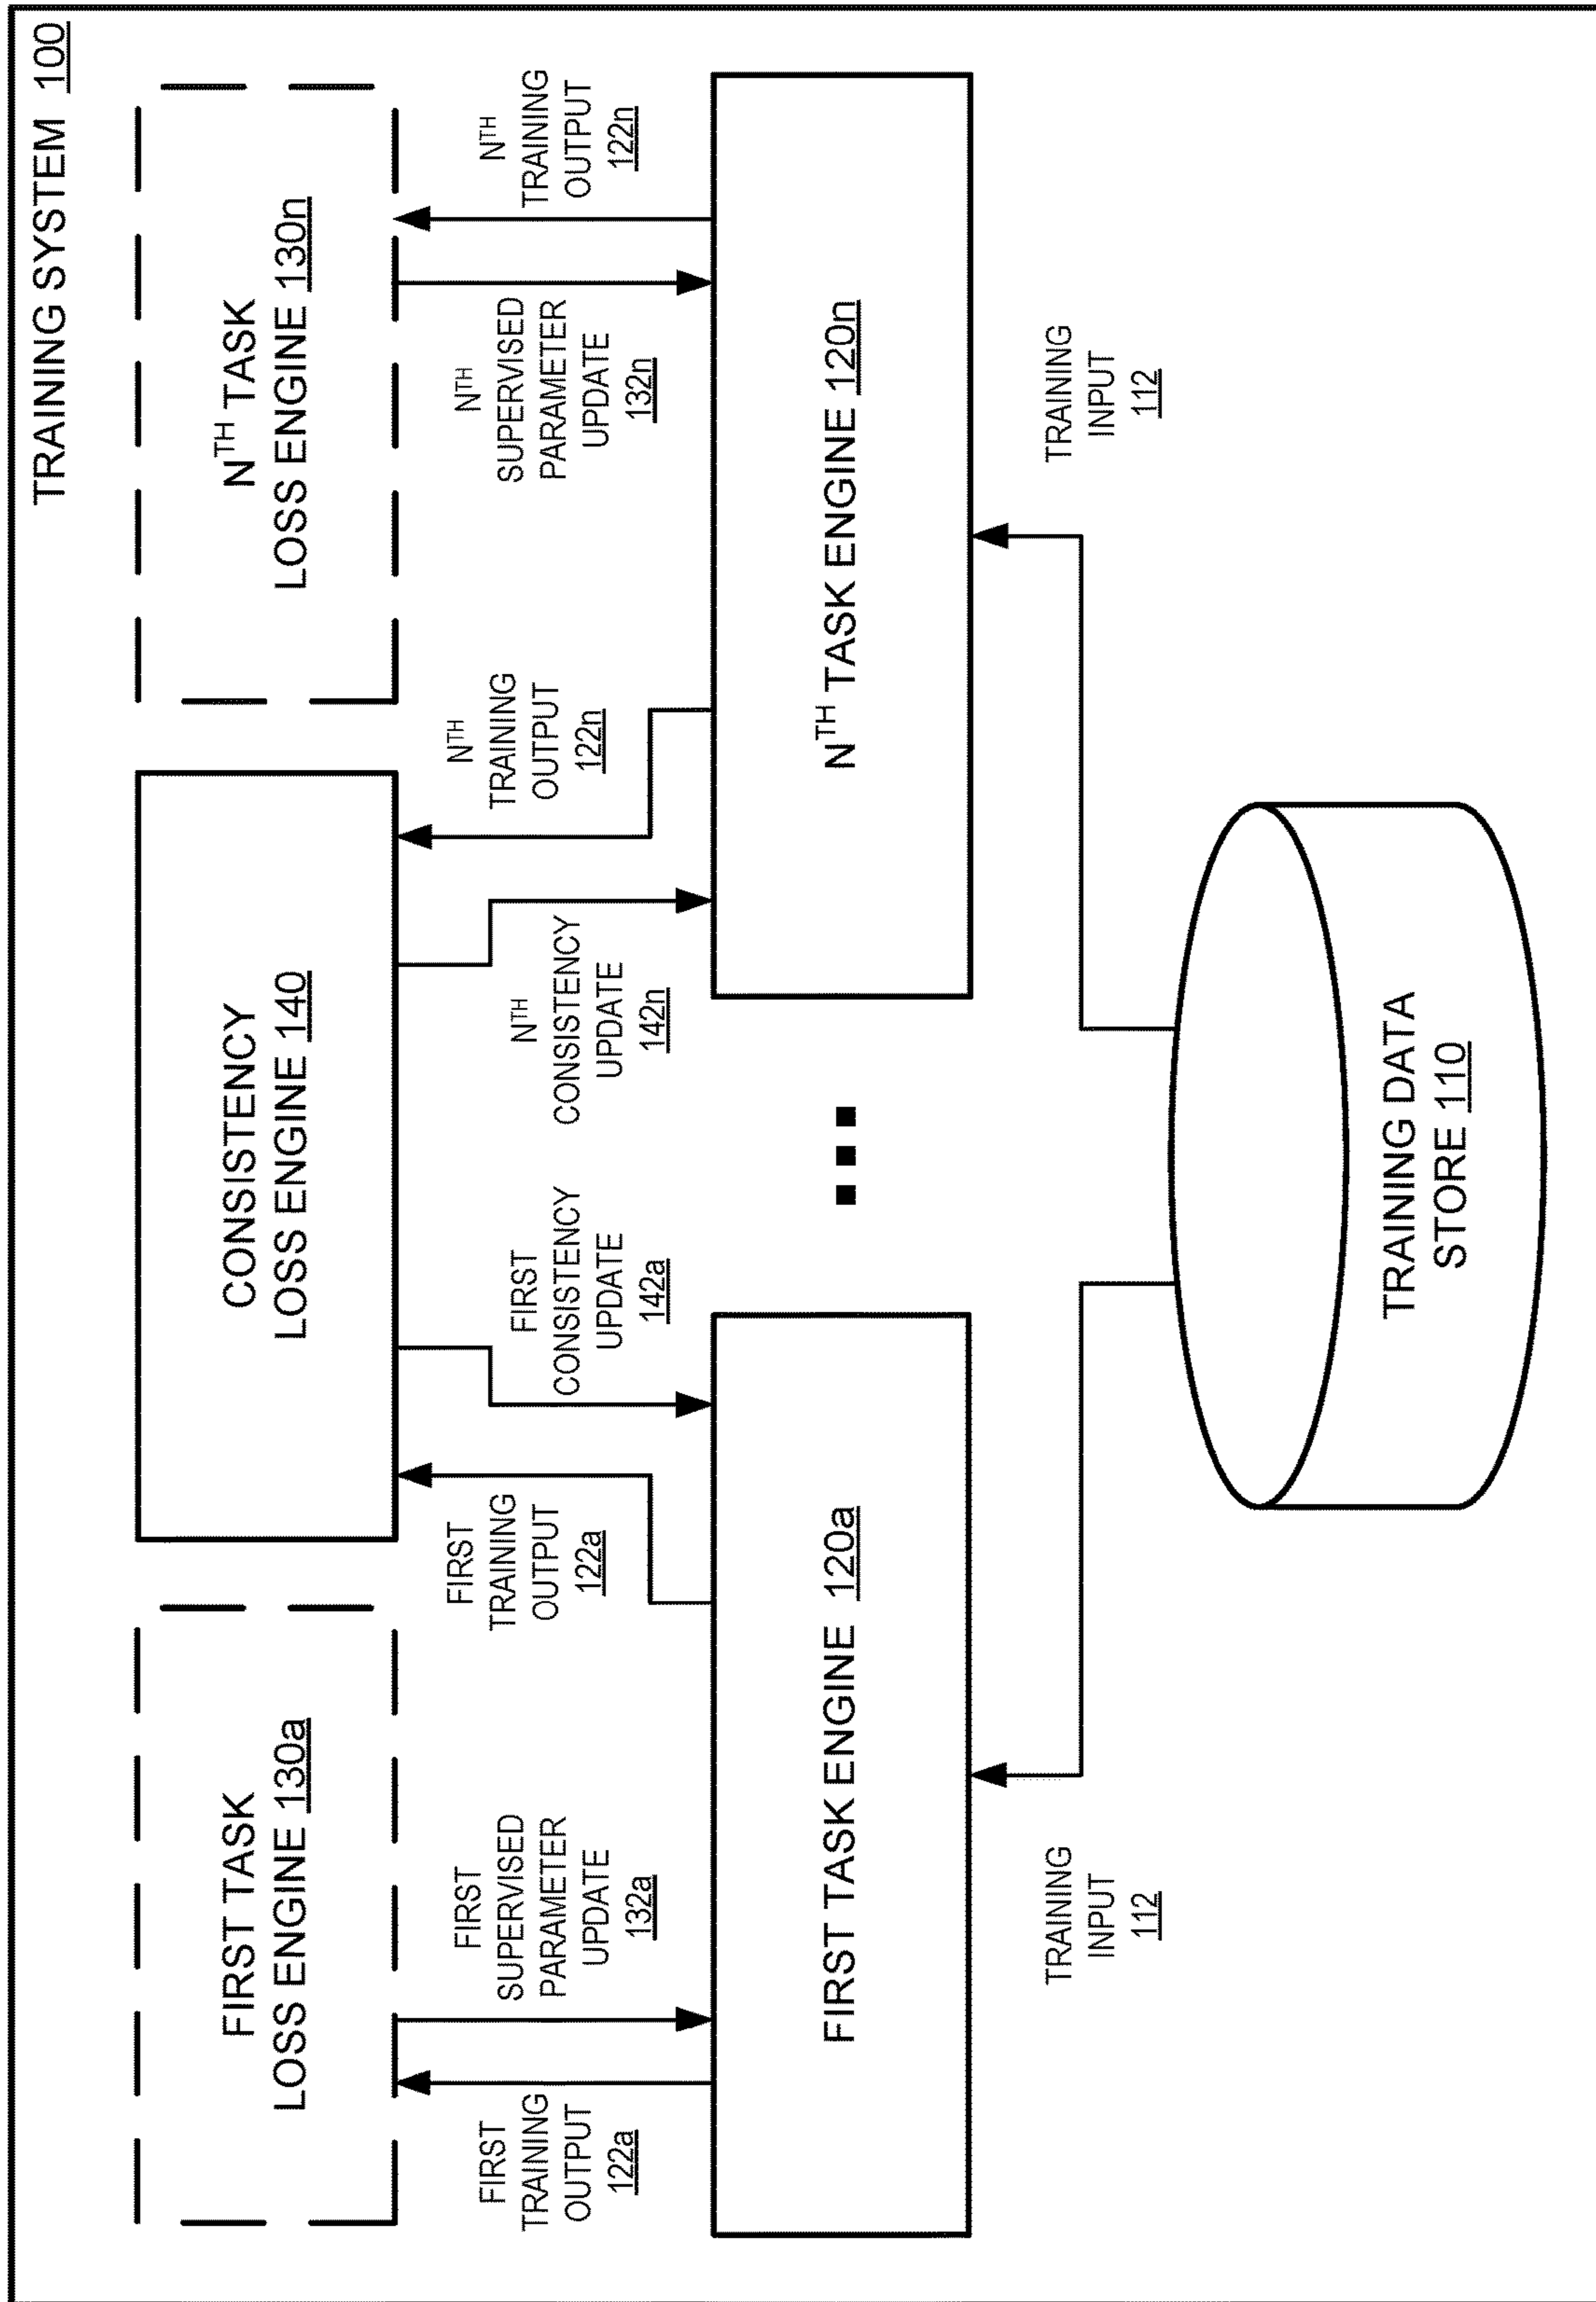 TRAINING SYSTEM 100
FIRST TASK
LOSS ENGINE 130a
CONSISTENCY
LOSS ENGINE 140
NTH TASK
LOSS ENGINE 130n
FIRST
TRAINING
OUTPUT
122a
FIRST
SUPERVISED
PARAMETER
UPDATE
132a
FIRST
TRAINING
OUTPUT
122a
FIRST
CONSISTENCY
UPDATE
142a
NTH
CONSISTENCY
UPDATE
142n
NTH
TRAINING
OUTPUT
122n
NTH
SUPERVISED
PARAMETER
UPDATE
132n
NTH
TRAINING
OUTPUT
122n
FIRST TASK ENGINE 120a
NTH TASK ENGINE 120n
TRAINING
INPUT
112
TRAINING
INPUT
112
TRAINING DATA
STORE 110